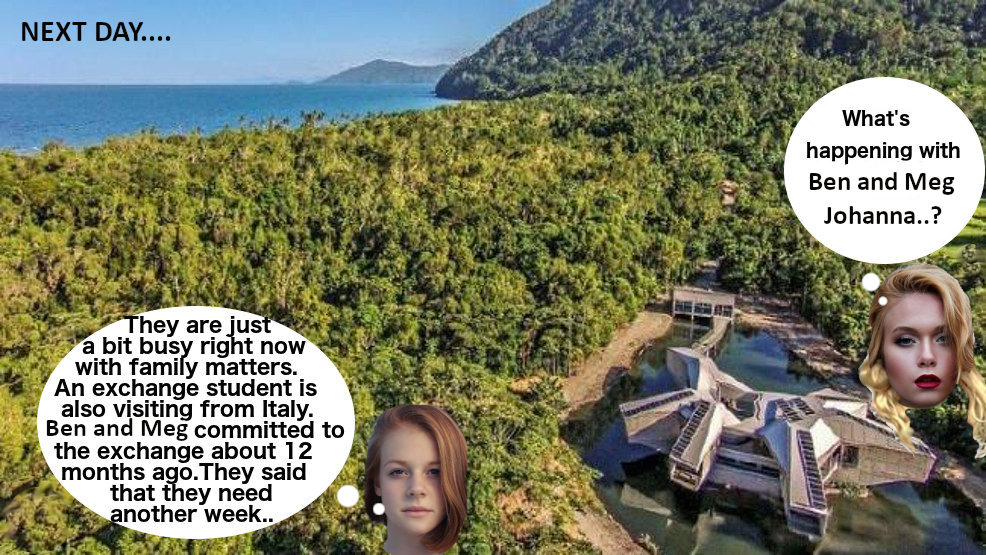 NEXT DAY....
What's
happening with
Ben and Meg
Johanna..?
They are just
a bit busy right now
with family matters.
An exchange student is
also visiting from Italy.
Ben and Meg committed to
the exchange about 12
months ago.They said
that they need
another week..